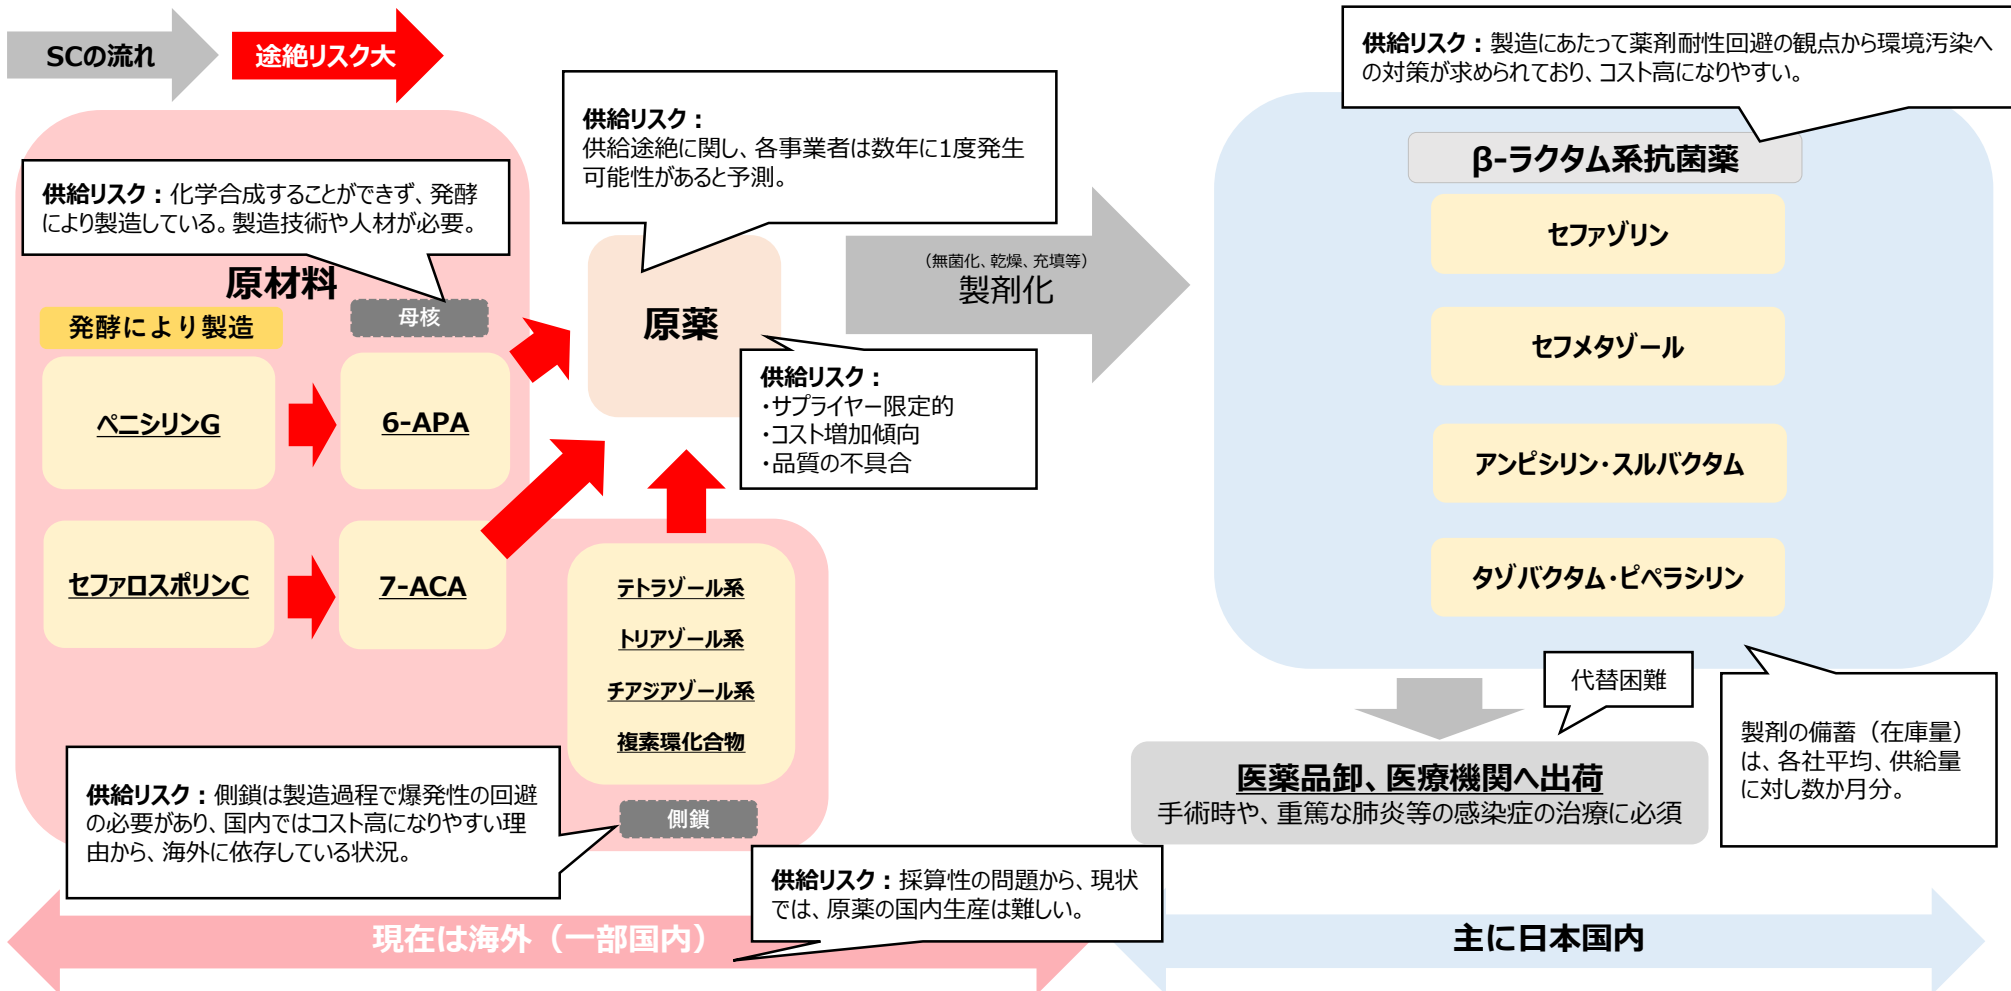 SCの流れ
途絶リスク大
供給リスク：製造にあたって薬剤耐性回避の観点から環境汚染へ
の対策が求められており、コスト高になりやすい。
供給リスク：
供給途絶に関し、各事業者は数年に1度発生
可能性があると予測。
供給リスク：化学合成することができず、発酵
により製造している。製造技術や人材が必要。
原材料
発酵により製造
母核
ペニシリンG
6-APA
セファロスポリンC
7-ACA
原薬
（無菌化、乾燥、充填等）
製剤化
供給リスク：
・サプライヤー限定的
・コスト増加傾向
・品質の不具合
テトラゾール系
トリアゾール系
チアジアゾール系
複素環化合物
側鎖
供給リスク：側鎖は製造過程で爆発性の回避
の必要があり、国内ではコスト高になりやすい理
由から、海外に依存している状況。
β-ラクタム系抗菌薬
セファゾリン
セフメタゾール
アンピシリン・スルバクタム
タゾバクタム・ピペラシリン
代替困難
製剤の備蓄（在庫量）
は、各社平均、供給量
に対し数か月分。
医薬品卸、医療機関へ出荷
手術時や、重篤な肺炎等の感染症の治療に必須
供給リスク：採算性の問題から、現状
では、原薬の国内生産は難しい。
現在は海外（一部国内）
主に日本国内